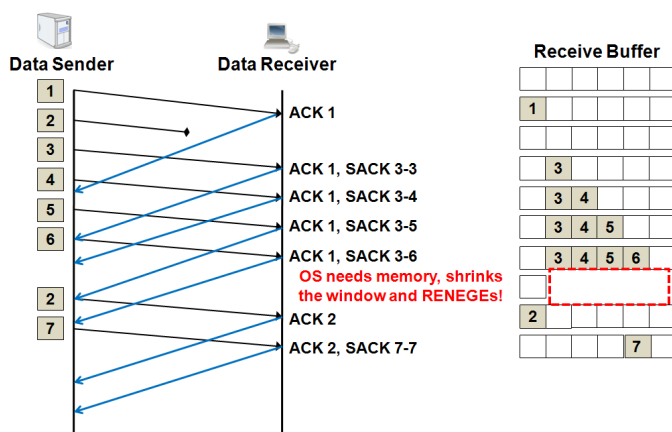 Data Sender
Data Receiver
Receive Buffer
1
2
3
4
5
6
2
7
ACK 1
ACK 1, SACK 3-3
ACK 1, SACK 3-4
ACK 1, SACK 3-5
ACK 1, SACK 3-6
OS needs memory, shrinks
the window and RENEGEs!
ACK 2
ACK 2, SACK 7-7
1
3
3 4
3 4 5
3 4 5 6
2
7